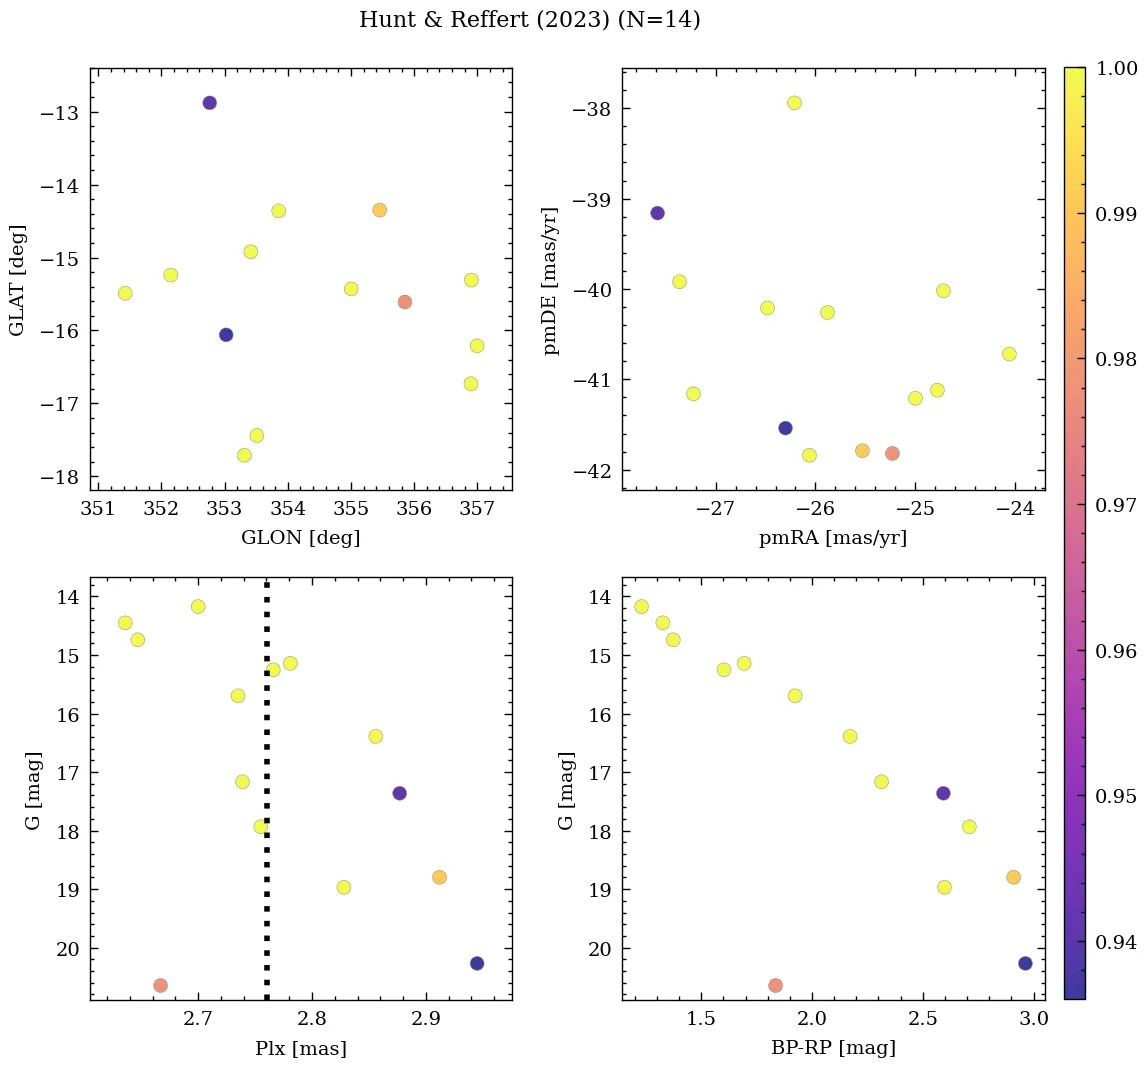 Hunt & Reffert (2023) (N=14)
−13
−14
−15
−16
−17
−18
GLAT [deg]
351 352 353 354 355 356 357
GLON [deg]
−38
−39
−40
−41
−42
pmDE [mas/yr]
−27 −26 −25 −24
pmRA [mas/yr]
14
15
16
17
18
19
20
G [mag]
2.7 2.8 2.9
Plx [mas]
14
15
16
17
18
19
20
G [mag]
1.5 2.0 2.5 3.0
BP-RP [mag]
1.00
0.99
0.98
0.97
0.96
0.95
0.94